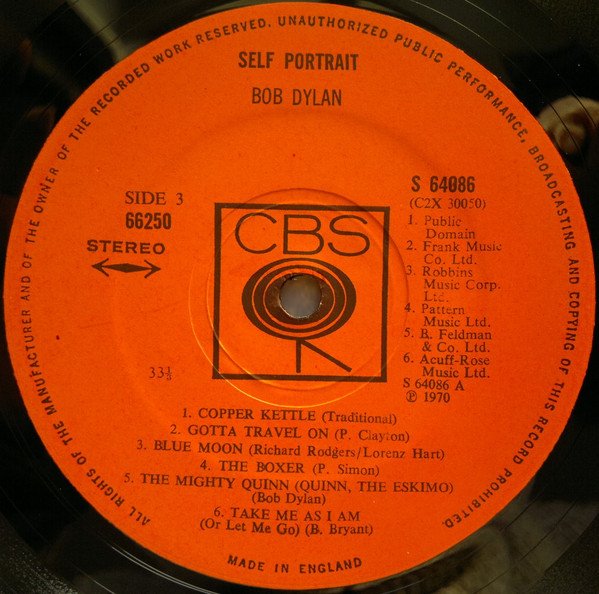 ALL RIGHTS OF THE MANUFACTURER AND OF THE OWNER OF THE RECORDED WORK RESERVED. UNAUTHORIZED PUBLIC PERFORMANCE, BROADCASTING AND COPYING OF THIS RECORD PROHIBITED.
SELF PORTRAIT
BOB DYLAN
SIDE 3
66250
STEREO
33⅓
CBS
S 64086
(C2X 30050)
1. Public
Domain
2. Frank Music
Co. Ltd.
3. Robbins
Music Corp.
Ltd.
4. Pattern
Music Ltd.
5. B. Feldman
& Co. Ltd.
6. Acuff-Rose
Music Ltd.
S 64086 A
℗ 1970
1. COPPER KETTLE (Traditional)
2. GOTTA TRAVEL ON (P. Clayton)
3. BLUE MOON (Richard Rodgers/Lorenz Hart)
4. THE BOXER (P. Simon)
5. THE MIGHTY QUINN (QUINN, THE ESKIMO)
(Bob Dylan)
6. TAKE ME AS I AM
(Or Let Me Go) (B. Bryant)
MADE IN ENGLAND